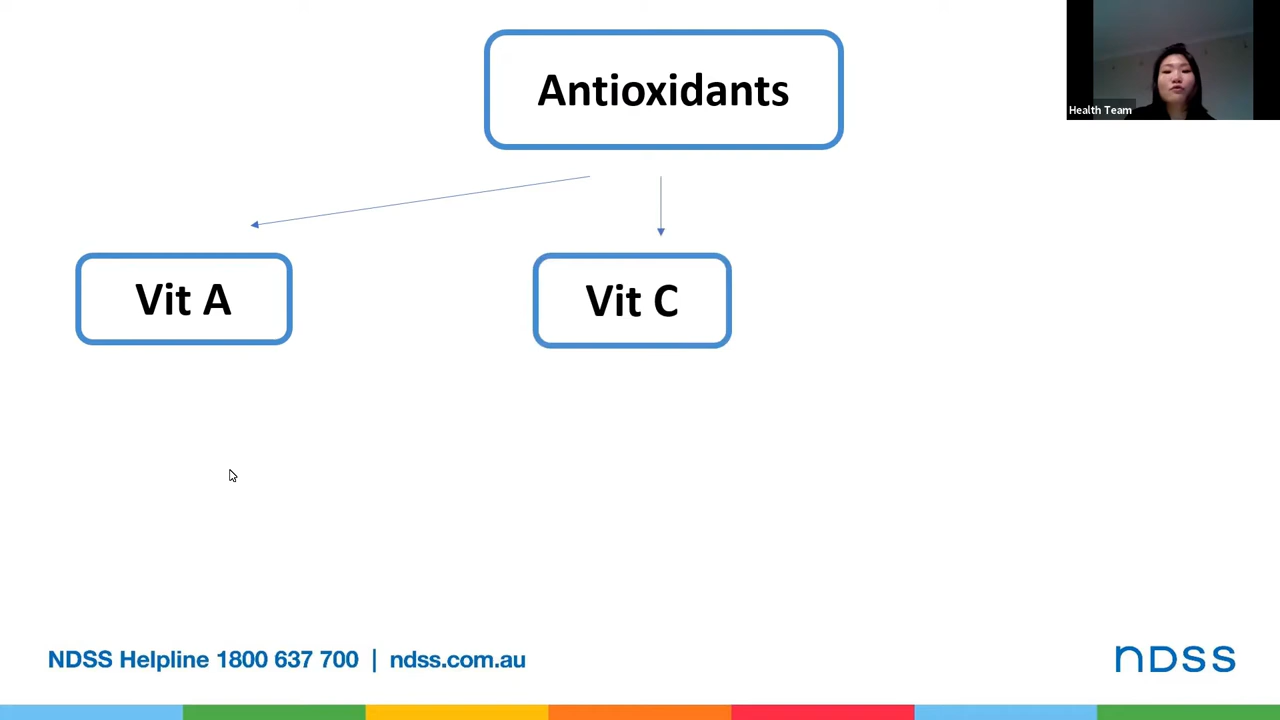 Antioxidants
Health Team
Vit A
Vit C
NDSS Helpline 1800 637 700 | ndss.com.au
ndss